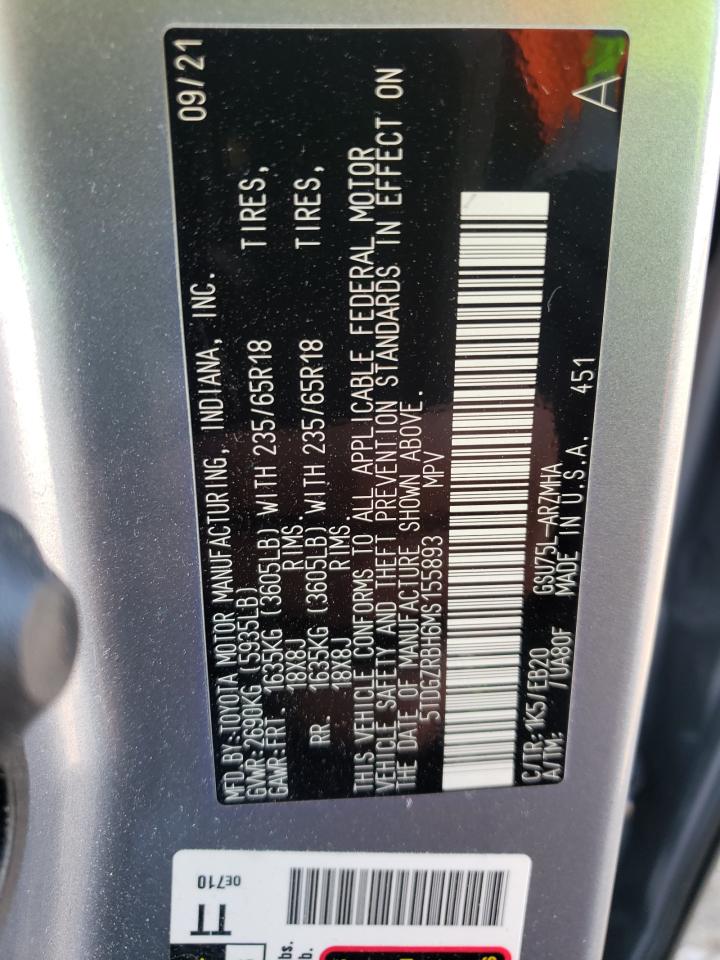 MFD.BY:TOYOTA MOTOR MANUFACTURING, INDIANA, INC. 09/21
GVWR:2690KG (5935LB)
GAWR:FRT 1635KG (3605LB) WITH 235/65R18 TIRES,
18X8J RIMS.
RR. 1635KG (3605LB) WITH 235/65R18 TIRES,
18X8J RIMS.
THIS VEHICLE CONFORMS TO ALL APPLICABLE FEDERAL MOTOR
VEHICLE SAFETY AND THEFT PREVENTION STANDARDS IN EFFECT ON
THE DATE OF MANUFACTURE SHOWN ABOVE.
5TDGZRBH6MS155893 MPV
C/TR:1K5/EB20 GSU75L-ARZMHA 451
A/TM: /UA80F MADE IN U.S.A. A
0E710
TT
bs.
b.